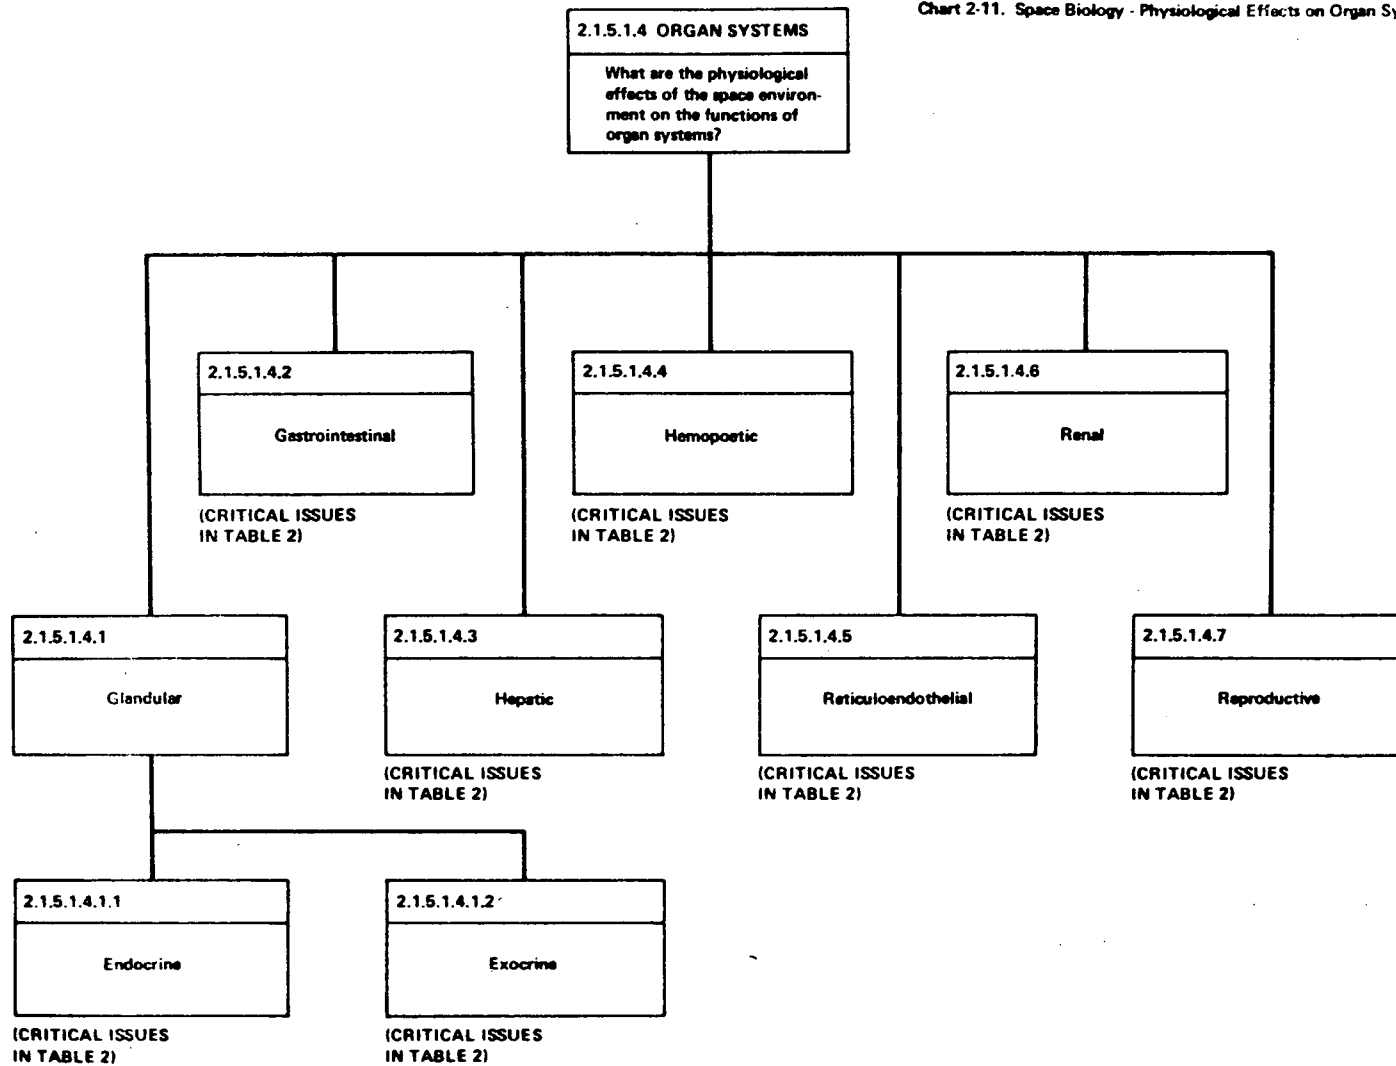 Chart 2-11. Space Biology - Physiological Effects on Organ Sy
2.1.5.1.4 ORGAN SYSTEMS
What are the physiological
effects of the space environ-
ment on the functions of
organ systems?
2.1.5.1.4.2
Gastrointestinal
(CRITICAL ISSUES
IN TABLE 2)
2.1.5.1.4.4
Hemopoetic
(CRITICAL ISSUES
IN TABLE 2)
2.1.5.1.4.6
Renal
(CRITICAL ISSUES
IN TABLE 2)
2.1.5.1.4.1
Glandular
2.1.5.1.4.3
Hepatic
(CRITICAL ISSUES
IN TABLE 2)
2.1.5.1.4.5
Reticuloendothelial
(CRITICAL ISSUES
IN TABLE 2)
2.1.5.1.4.7
Reproductive
(CRITICAL ISSUES
IN TABLE 2)
2.1.5.1.4.1.1
Endocrine
(CRITICAL ISSUES
IN TABLE 2)
2.1.5.1.4.1.2
Exocrine
(CRITICAL ISSUES
IN TABLE 2)